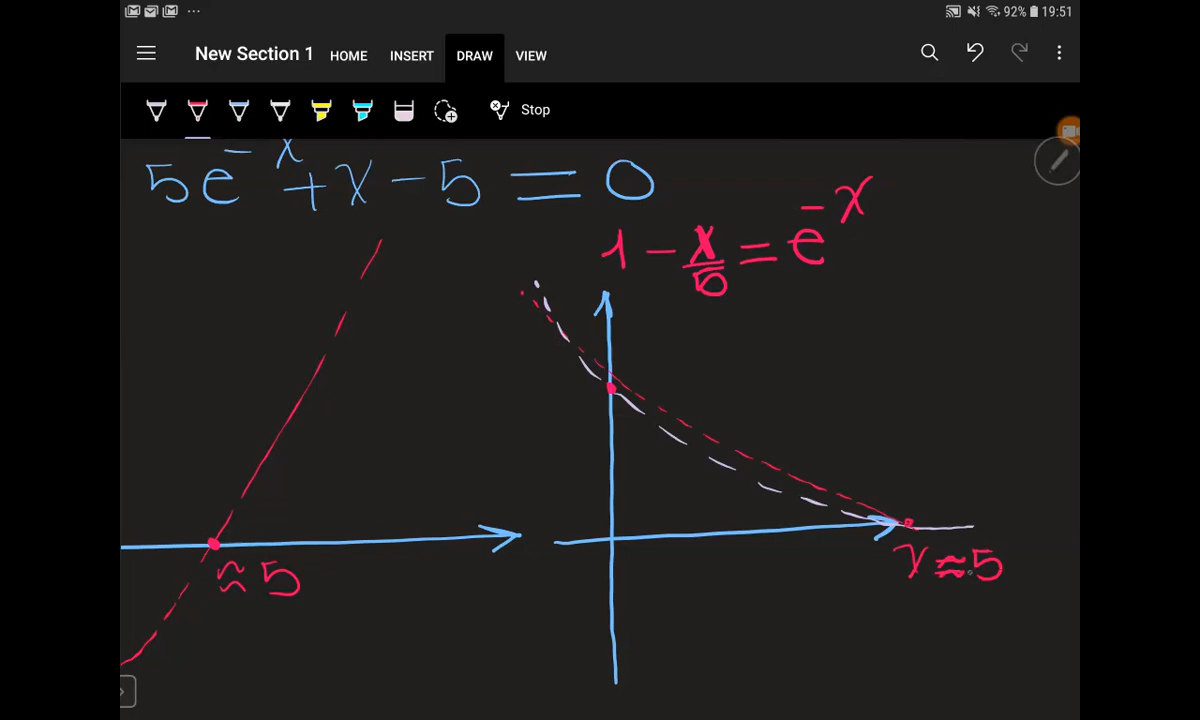 92% 19:51
New Section 1 HOME INSERT DRAW VIEW
Stop
5e^-x + x - 5 = 0
1 - x/5 = e^-x
≈ 5
x ≈ 5